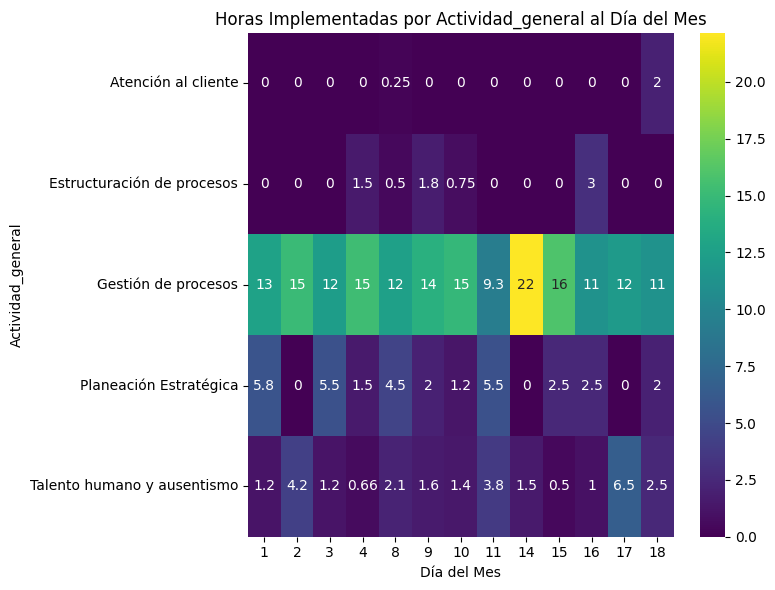 Horas Implementadas por Actividad_general al Día del Mes
Atención al cliente 0 0 0 0 0.25 0 0 0 0 0 0 0 2
Estructuración de procesos 0 0 0 1.5 0.5 1.8 0.75 0 0 0 3 0 0
Gestión de procesos 13 15 12 15 12 14 15 9.3 22 16 11 12 11
Planeación Estratégica 5.8 0 5.5 1.5 4.5 2 1.2 5.5 0 2.5 2.5 0 2
Talento humano y ausentismo 1.2 4.2 1.2 0.66 2.1 1.6 1.4 3.8 1.5 0.5 1 6.5 2.5
1 2 3 4 8 9 10 11 14 15 16 17 18
Día del Mes
Actividad_general
20.0
17.5
15.0
12.5
10.0
7.5
5.0
2.5
0.0